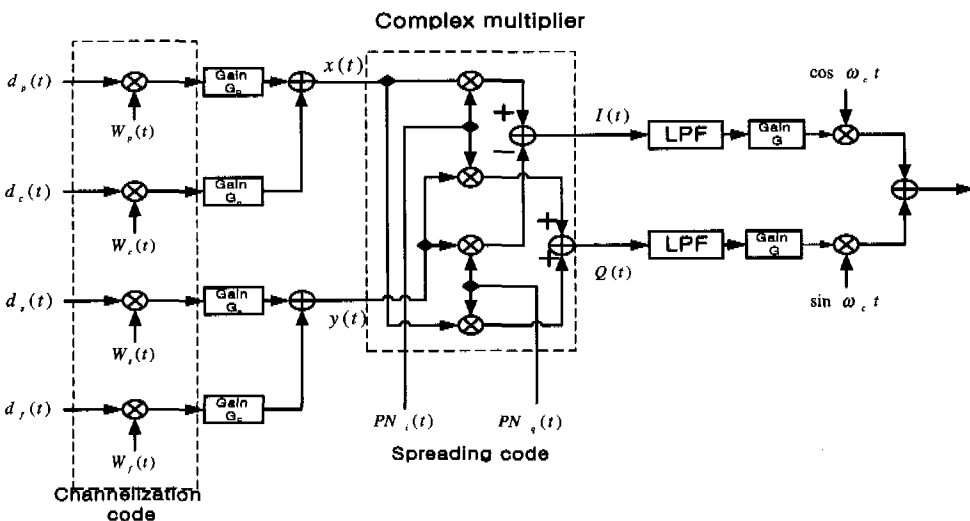 Complex multiplier
d_p(t)
W_p(t)
Gain
G_p
x(t)
I(t)
LPF
Gain
G
cos ω_c t
d_c(t)
W_c(t)
Gain
+
−
+
+
Q(t)
LPF
Gain
G
sin ω_c t
d_s(t)
W_s(t)
Gain
y(t)
d_f(t)
W_f(t)
Gain
PN_i(t)
PN_q(t)
Spreading code
Channelization
code